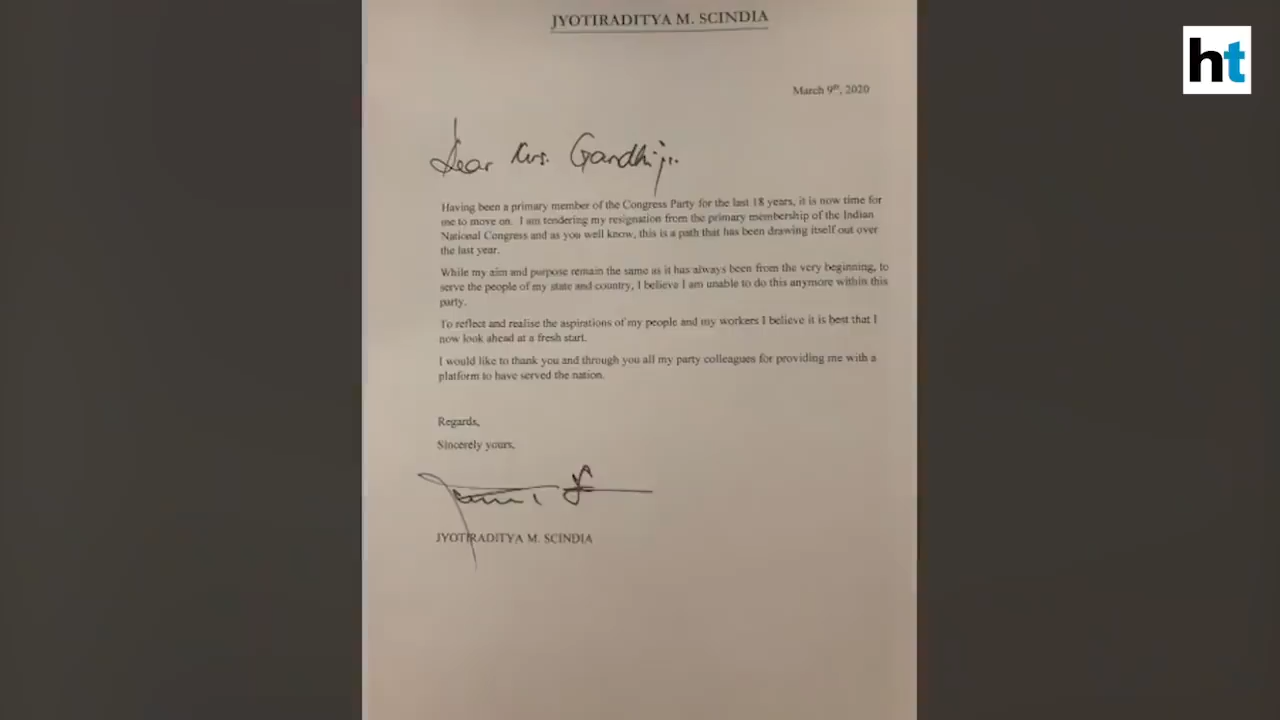 JYOTIRADITYA M. SCINDIA
ht
March 9th, 2020
Dear Mrs. Gandhiji.
Having been a primary member of the Congress Party for the last 18 years, it is now time for
me to move on. I am tendering my resignation from the primary membership of the Indian
National Congress and as you well know, this is a path that has been drawing itself out over
the last year.
While my aim and purpose remain the same as it has always been from the very beginning, to
serve the people of my state and country, I believe I am unable to do this anymore within this
party.
To reflect and realise the aspirations of my people and my workers I believe it is best that I
now look ahead at a fresh start.
I would like to thank you and through you all my party colleagues for providing me with a
platform to have served the nation.
Regards,
Sincerely yours,
JYOTIRADITYA M. SCINDIA